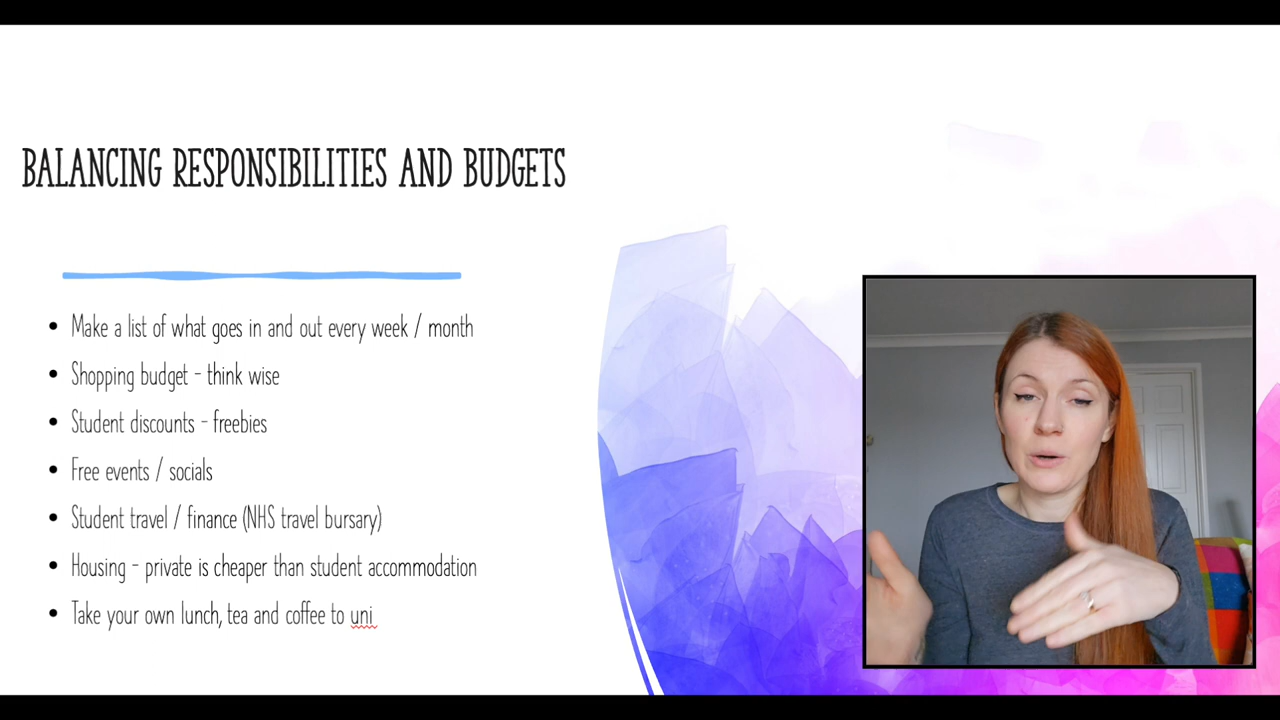 BALANCING RESPONSIBILITIES AND BUDGETS
• Make a list of what goes in and out every week / month
• Shopping budget - think wise
• Student discounts - freebies
• Free events / socials
• Student travel / finance (NHS travel bursary)
• Housing - private is cheaper than student accommodation
• Take your own lunch, tea and coffee to uni